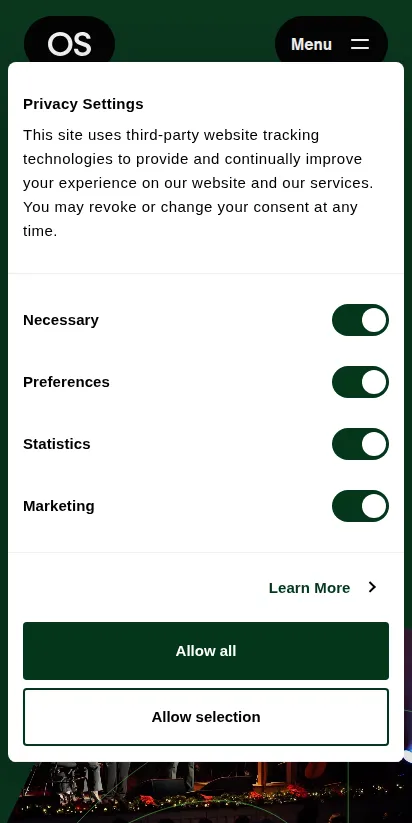 OS
Menu
Privacy Settings
This site uses third-party website tracking
technologies to provide and continually improve
your experience on our website and our services.
You may revoke or change your consent at any
time.
Necessary
Preferences
Statistics
Marketing
Learn More
Allow all
Allow selection